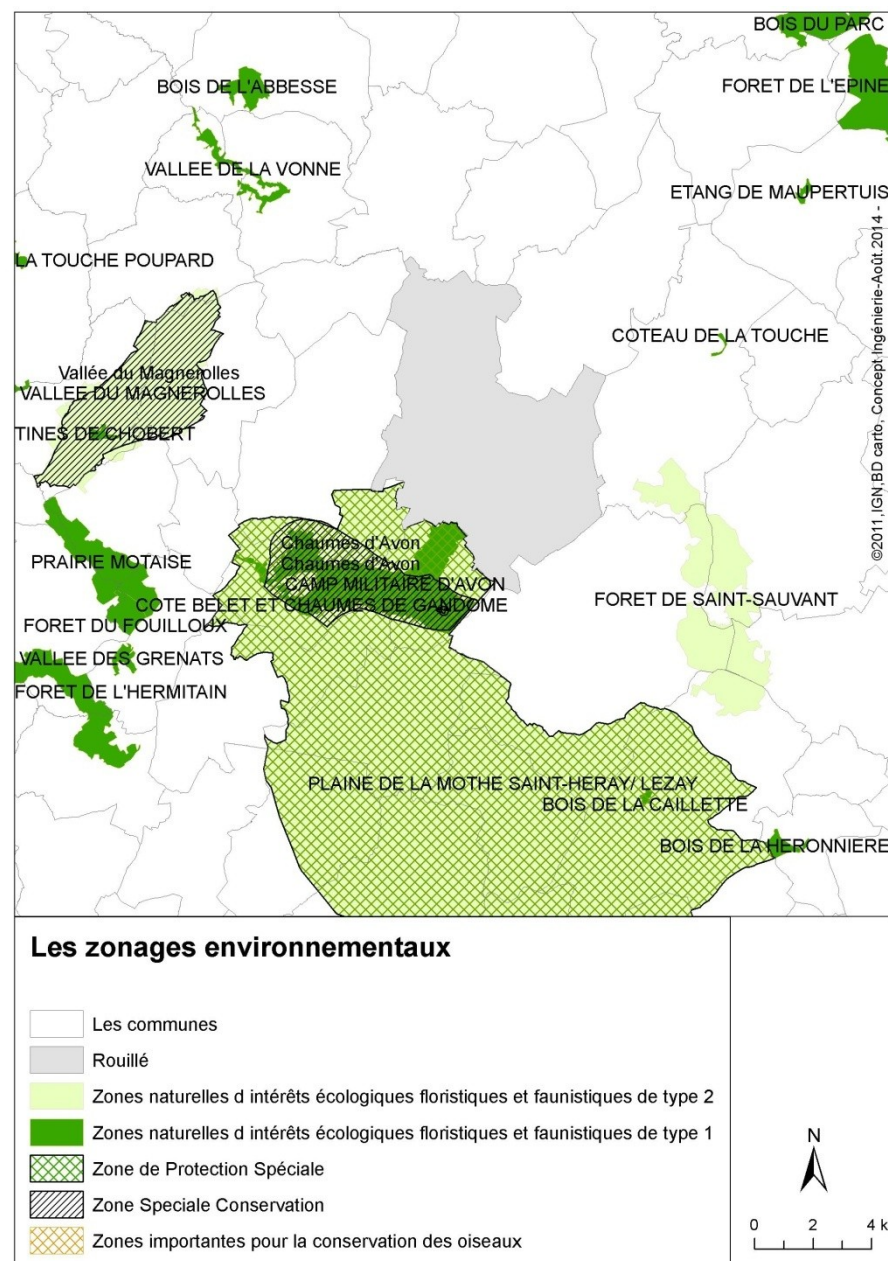 BOIS DU PARC
BOIS DE L'ABBESSE
FORET DE L'EPINE
VALLEE DE LA VONNE
ETANG DE MAUPERTUIS
LA TOUCHE POUPARD
COTEAU DE LA TOUCHE
Vallée du Magnerolles
VALLEE DU MAGNEROLLES
TINES DE CHOBERT
Chaumes d'Avon
Chaumes d'Avon
PRAIRIE MOTAISE
CAMP MILITAIRE D'AVON
COTE BELET ET CHAUMES DE GANDOME
FORET DE SAINT-SAUVANT
FORET DU FOUILLOUX
VALLEE DES GRENATS
FORET DE L'HERMITAIN
PLAINE DE LA MOTHE SAINT-HERAY/ LEZAY
BOIS DE LA CAILLETTE
BOIS DE LA HERONNIERE
©2011,IGN,BD carto, Concept Ingénierie-Août.2014 -
Les zonages environnementaux
Les communes
Rouillé
Zones naturelles d intérêts écologiques floristiques et faunistiques de type 2
Zones naturelles d intérêts écologiques floristiques et faunistiques de type 1
Zone de Protection Spéciale
Zone Speciale Conservation
Zones importantes pour la conservation des oiseaux
N
0 2 4 k